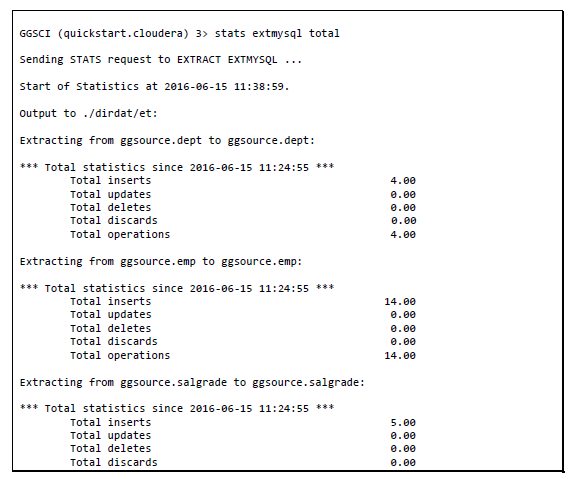 GGSCI (quickstart.cloudera) 3> stats extmysql total
Sending STATS request to EXTRACT EXTMYSQL ...
Start of Statistics at 2016-06-15 11:38:59.
Output to ./dirdat/et:
Extracting from ggsource.dept to ggsource.dept:
*** Total statistics since 2016-06-15 11:24:55 ***
Total inserts 4.00
Total updates 0.00
Total deletes 0.00
Total discards 0.00
Total operations 4.00
Extracting from ggsource.emp to ggsource.emp:
*** Total statistics since 2016-06-15 11:24:55 ***
Total inserts 14.00
Total updates 0.00
Total deletes 0.00
Total discards 0.00
Total operations 14.00
Extracting from ggsource.salgrade to ggsource.salgrade:
*** Total statistics since 2016-06-15 11:24:55 ***
Total inserts 5.00
Total updates 0.00
Total deletes 0.00
Total discards 0.00